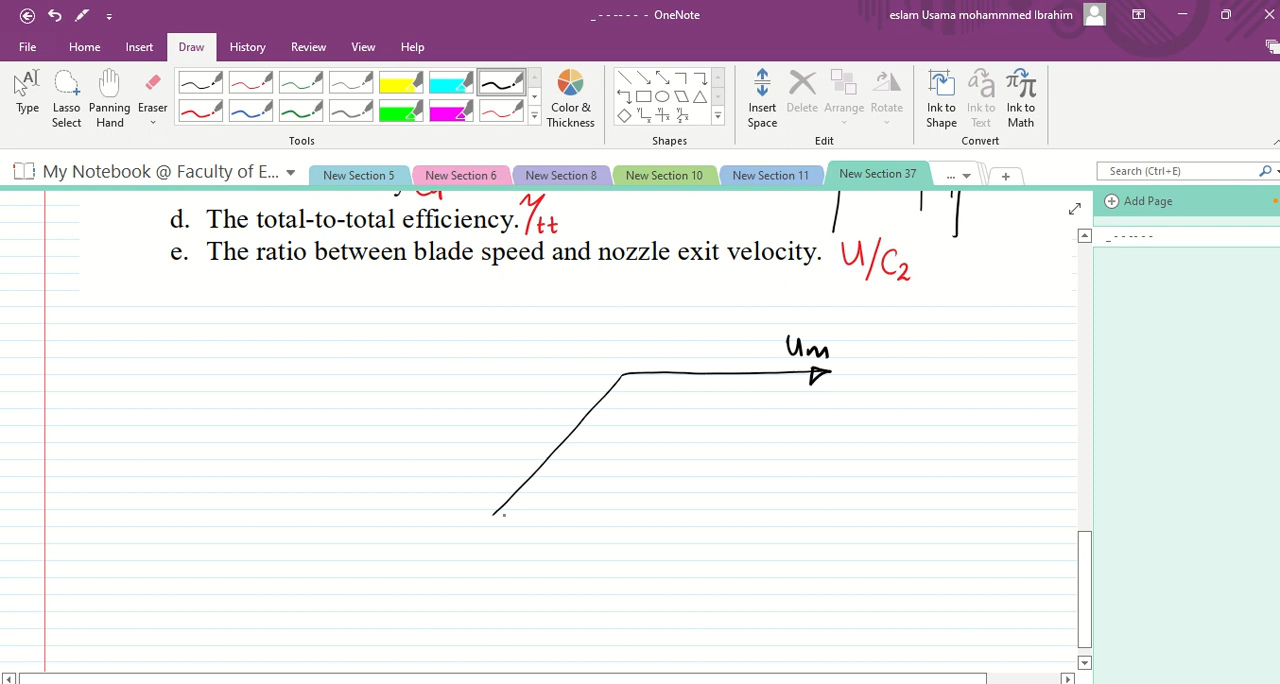 _ - - - - - -  -  OneNote
eslam Usama mohammmed Ibrahim
File Home Insert Draw History Review View Help
Type
Lasso Select
Panning Hand
Eraser
Color & Thickness
Insert Space
Delete
Arrange
Rotate
Ink to Shape
Ink to Text
Ink to Math
Tools
Shapes
Edit
Convert
My Notebook @ Faculty of E...
New Section 5
New Section 6
New Section 8
New Section 10
New Section 11
New Section 37
...
Search (Ctrl+E)
Add Page
_ - - - - -
d. The total-to-total efficiency. η tt
e. The ratio between blade speed and nozzle exit velocity. U/C2
Um